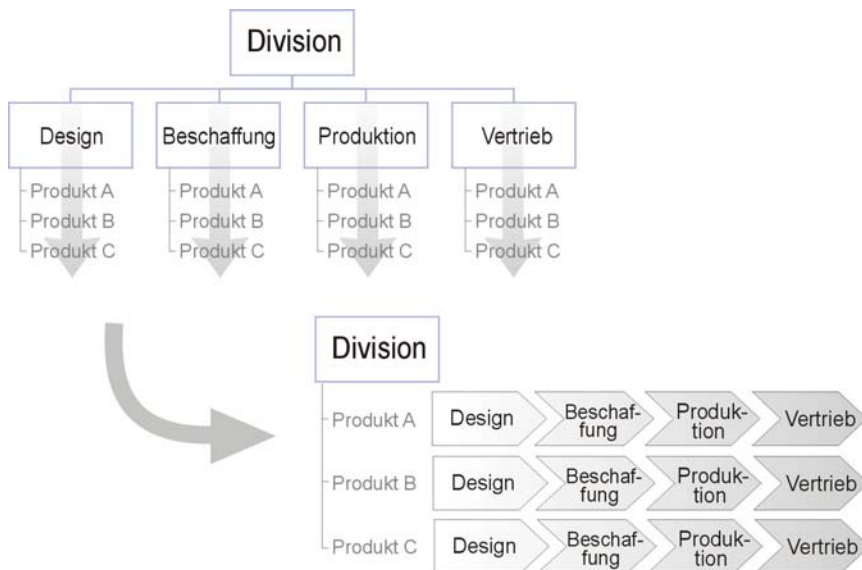 Division
Design
Beschaffung
Produktion
Vertrieb
Produkt A
Produkt A
Produkt A
Produkt A
Produkt B
Produkt B
Produkt B
Produkt B
Produkt C
Produkt C
Produkt C
Produkt C
Division
Produkt A
Design
Beschaf-
fung
Produk-
tion
Vertrieb
Produkt B
Design
Beschaf-
fung
Produk-
tion
Vertrieb
Produkt C
Design
Beschaf-
fung
Produk-
tion
Vertrieb